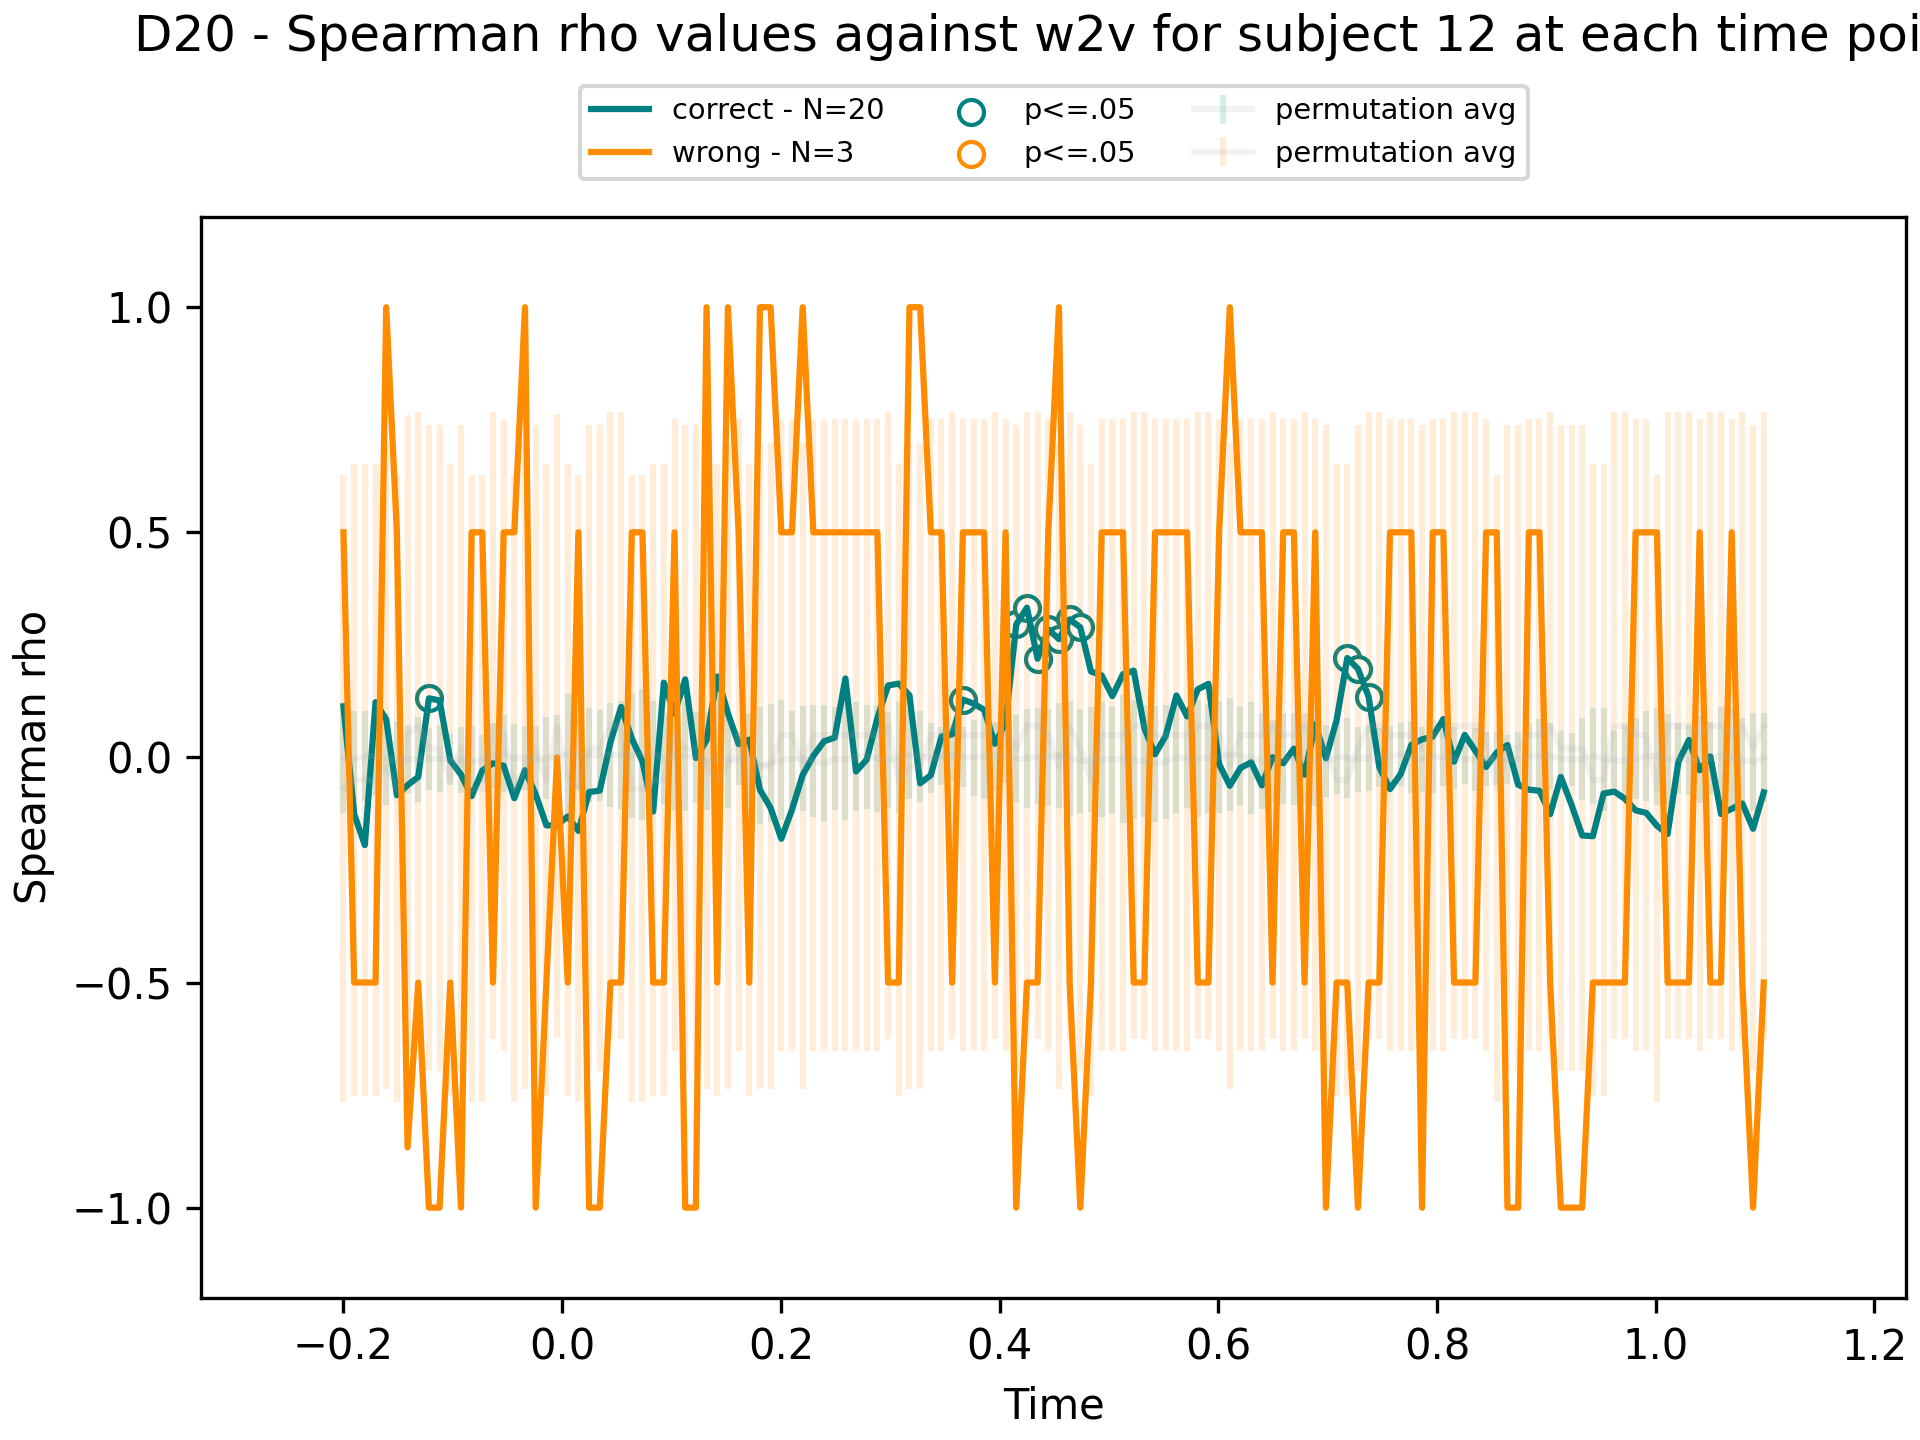 D20 - Spearman rho values against w2v for subject 12 at each time poi
correct - N=20
wrong - N=3
p<=.05
p<=.05
permutation avg
permutation avg
Spearman rho
1.0
0.5
0.0
−0.5
−1.0
−0.2
0.0
0.2
0.4
0.6
0.8
1.0
1.2
Time